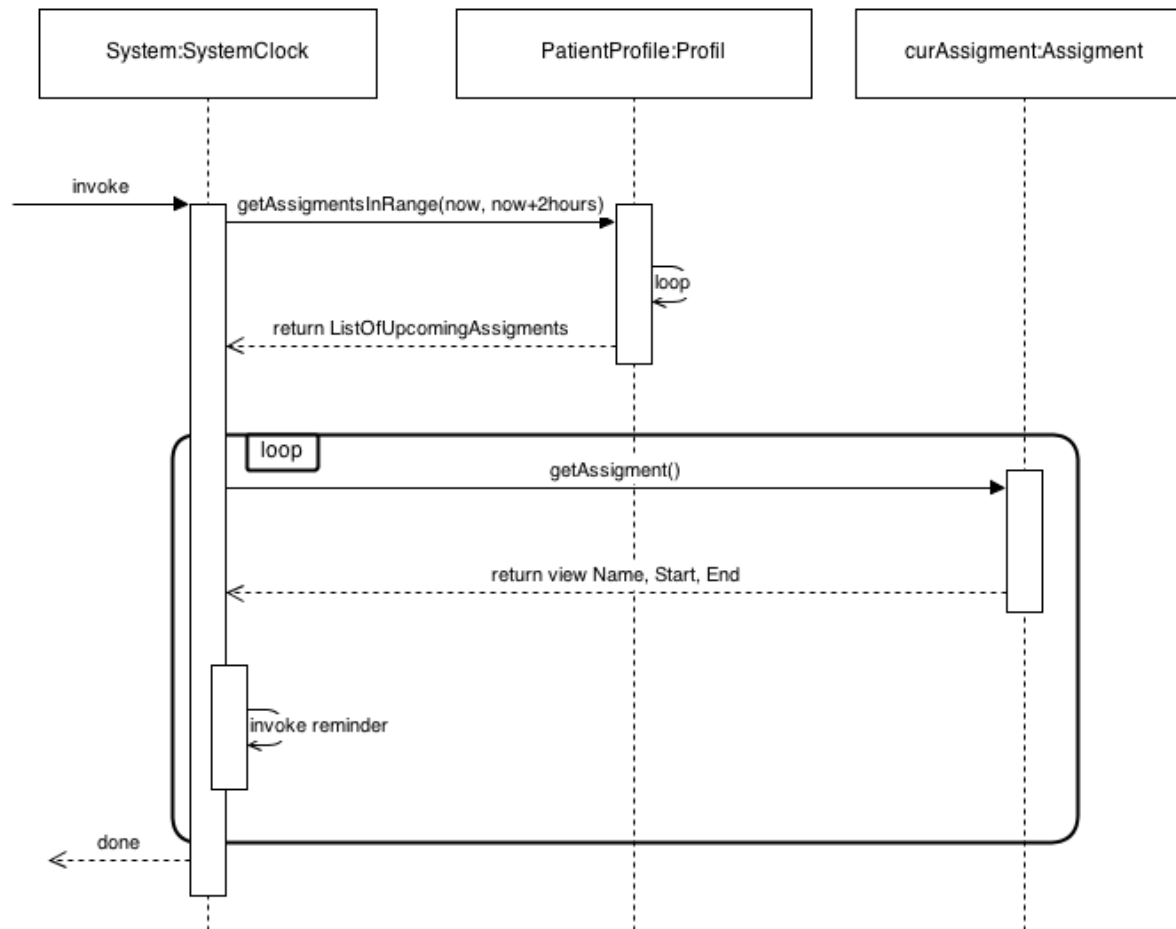 System:SystemClock
PatientProfile:Profil
curAssigment:Assigment
invoke
getAssigmentsInRange(now, now+2hours)
loop
return ListOfUpcomingAssigments
loop
getAssigment()
return view Name, Start, End
invoke reminder
done